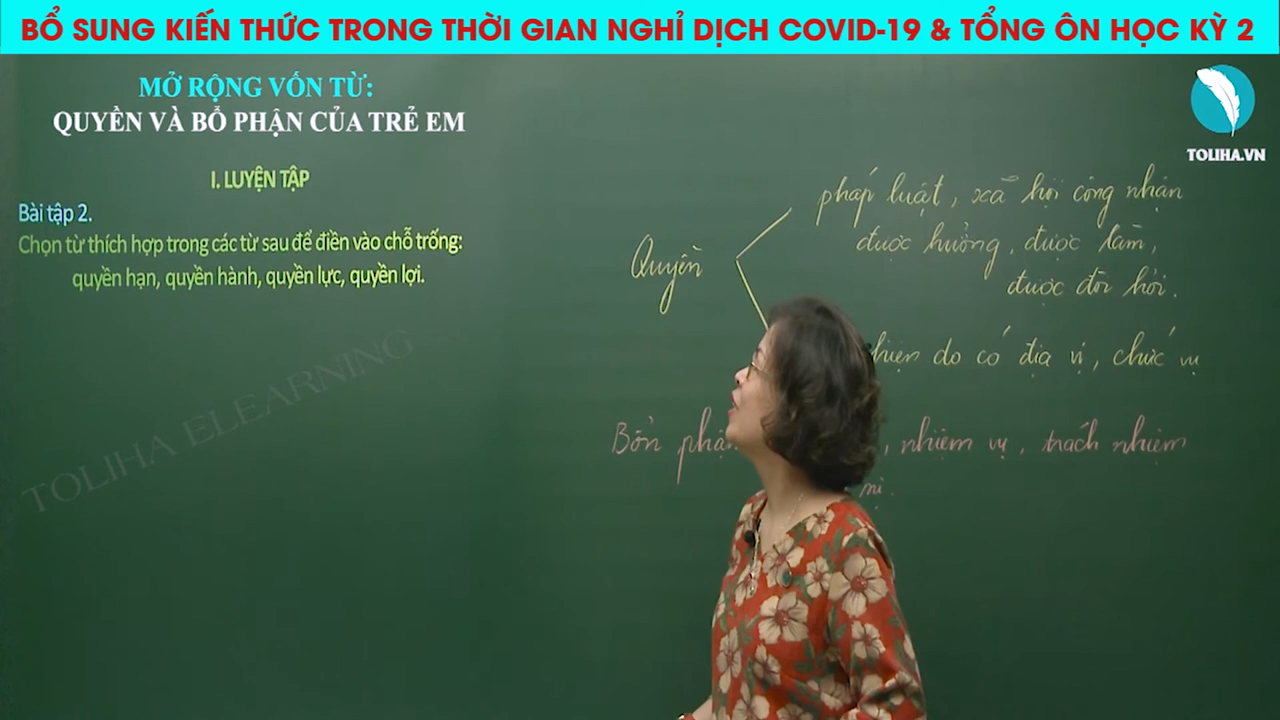 BỔ SUNG KIẾN THỨC TRONG THỜI GIAN NGHỈ DỊCH COVID-19 & TỔNG ÔN HỌC KỲ 2
MỞ RỘNG VỐN TỪ:
QUYỀN VÀ BỔ PHẬN CỦA TRẺ EM
I. LUYỆN TẬP
Bài tập 2.
Chọn từ thích hợp trong các từ sau để điền vào chỗ trống:
quyền hạn, quyền hành, quyền lực, quyền lợi.
TOLIHA ELEARNING
TOLIHA.VN
pháp luật, xã hội công nhận
được hưởng, được làm,
được đòi hỏi.
Quyền
do có địa vị, chức vụ
Bổn
, nhiệm vụ, trách nhiệm